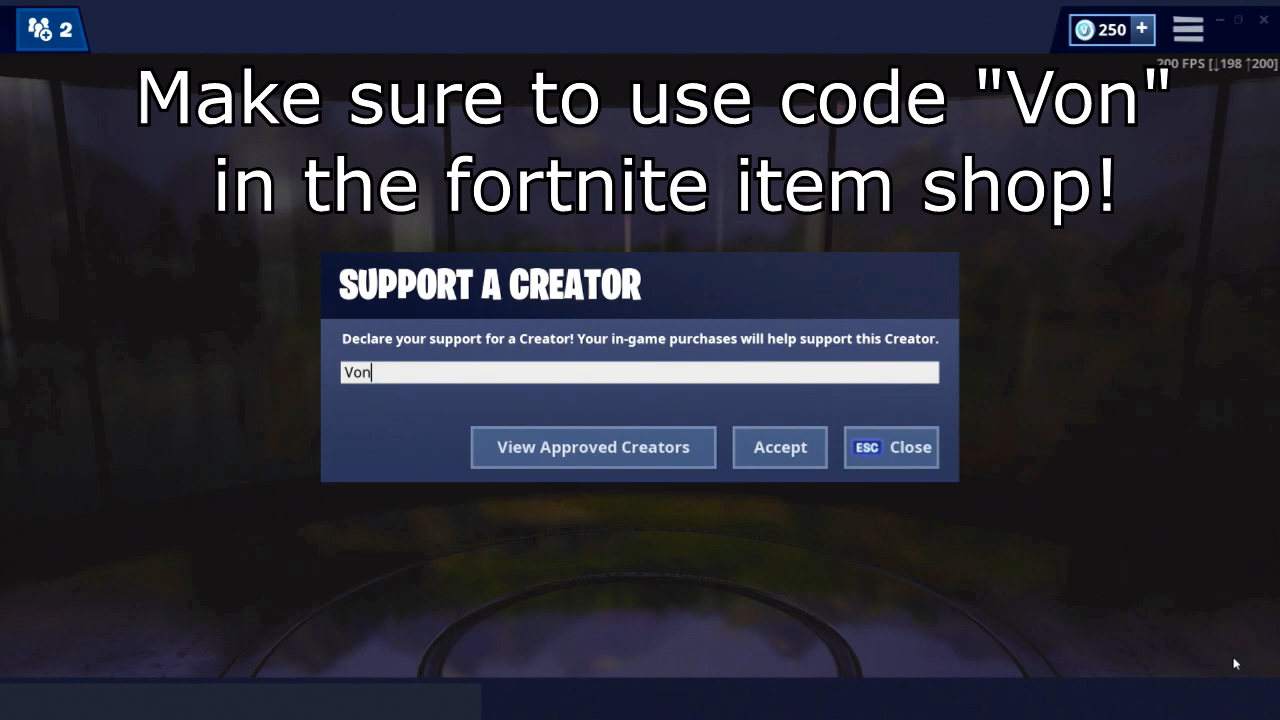 2
250 +
200 FPS [↓198 ↑200]
Make sure to use code "Von"
in the fortnite item shop!
SUPPORT A CREATOR
Declare your support for a Creator! Your in-game purchases will help support this Creator.
Von
View Approved Creators
Accept
ESC Close